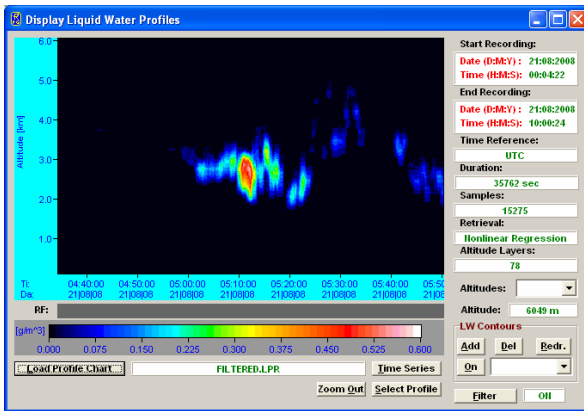 Display Liquid Water Profiles
Altitude [km]
6.0
5.0
4.0
3.0
2.0
1.0
Ti: 04:40:00 04:50:00 05:00:00 05:10:00 05:20:00 05:30:00 05:40:00 05:50
Da: 21|08|08 21|08|08 21|08|08 21|08|08 21|08|08 21|08|08 21|08|08 21|08
RF:
[g/m^3]
0.000 0.075 0.150 0.225 0.300 0.375 0.450 0.525 0.600
Load Profile Chart FILTERED.LPR Time Series
Zoom Out Select Profile
Start Recording:
Date (D:M:Y) : 21:08:2008
Time (H:M:S): 00:04:22
End Recording:
Date (D:M:Y): 21:08:2008
Time (H:M:S): 10:00:24
Time Reference:
UTC
Duration:
35762 sec
Samples:
15275
Retrieval:
Nonlinear Regression
Altitude Layers:
78
Altitudes:
Altitude: 6049 m
LW Contours
Add Del Redr.
On
Filter ON